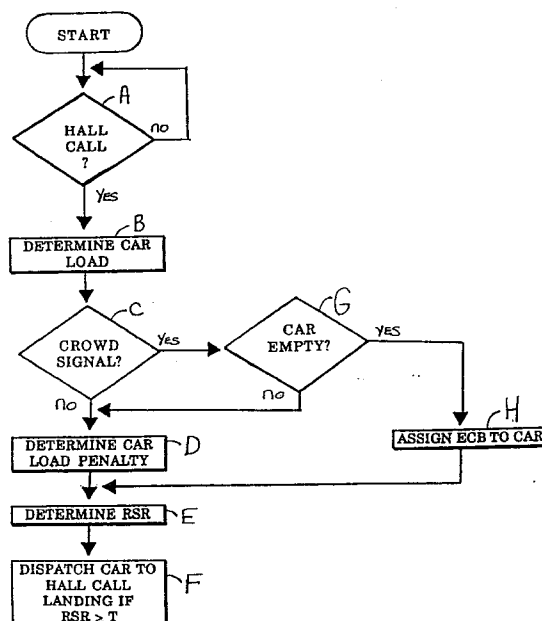 START
A
HALL
CALL
?
no
YES
B
DETERMINE CAR
LOAD
C
CROWD
SIGNAL?
YES
no
G
CAR
EMPTY?
YES
no
H
ASSIGN ECB TO CAR
DETERMINE CAR
LOAD PENALTY
D
DETERMINE RSR
E
DISPATCH CAR TO
HALL CALL
LANDING IF
RSR > T
F